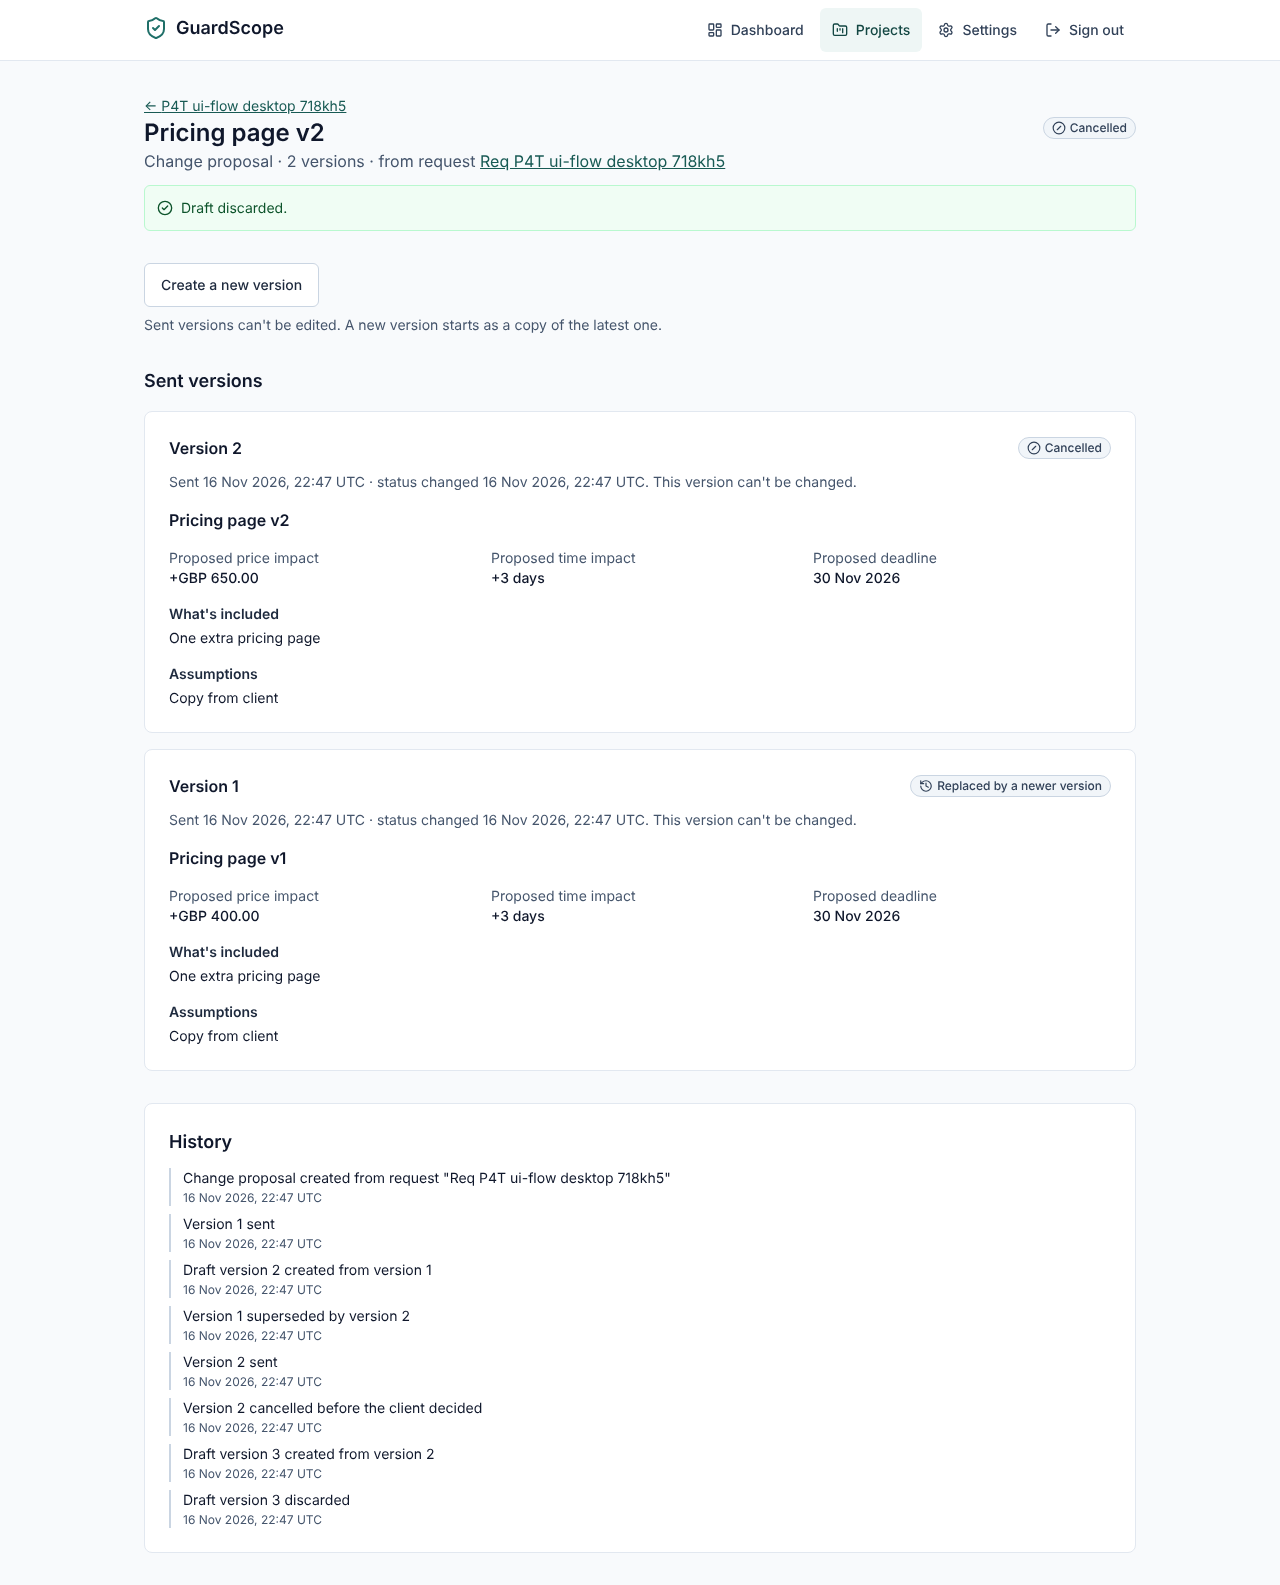 GuardScope
Dashboard
Projects
Settings
Sign out
← P4T ui-flow desktop 718kh5
Pricing page v2
Cancelled
Change proposal · 2 versions · from request Req P4T ui-flow desktop 718kh5
Draft discarded.
Create a new version
Sent versions can't be edited. A new version starts as a copy of the latest one.
Sent versions
Version 2
Cancelled
Sent 16 Nov 2026, 22:47 UTC · status changed 16 Nov 2026, 22:47 UTC. This version can't be changed.
Pricing page v2
Proposed price impact
+GBP 650.00
Proposed time impact
+3 days
Proposed deadline
30 Nov 2026
What's included
One extra pricing page
Assumptions
Copy from client
Version 1
Replaced by a newer version
Sent 16 Nov 2026, 22:47 UTC · status changed 16 Nov 2026, 22:47 UTC. This version can't be changed.
Pricing page v1
Proposed price impact
+GBP 400.00
Proposed time impact
+3 days
Proposed deadline
30 Nov 2026
What's included
One extra pricing page
Assumptions
Copy from client
History
Change proposal created from request "Req P4T ui-flow desktop 718kh5"
16 Nov 2026, 22:47 UTC
Version 1 sent
16 Nov 2026, 22:47 UTC
Draft version 2 created from version 1
16 Nov 2026, 22:47 UTC
Version 1 superseded by version 2
16 Nov 2026, 22:47 UTC
Version 2 sent
16 Nov 2026, 22:47 UTC
Version 2 cancelled before the client decided
16 Nov 2026, 22:47 UTC
Draft version 3 created from version 2
16 Nov 2026, 22:47 UTC
Draft version 3 discarded
16 Nov 2026, 22:47 UTC